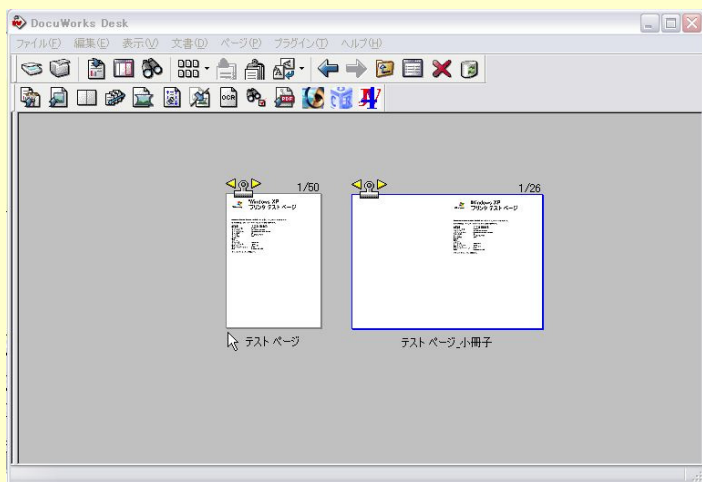 DocuWorks Desk
ファイル(F) 編集(E) 表示(V) 文書(D) ページ(P) プラグイン(T) ヘルプ(H)
OCR
PDF
1/50
1/26
Windows XP
プリンタ テスト ページ
Windows XP
プリンタ テスト ページ
テスト ページ
テスト ページ_小冊子